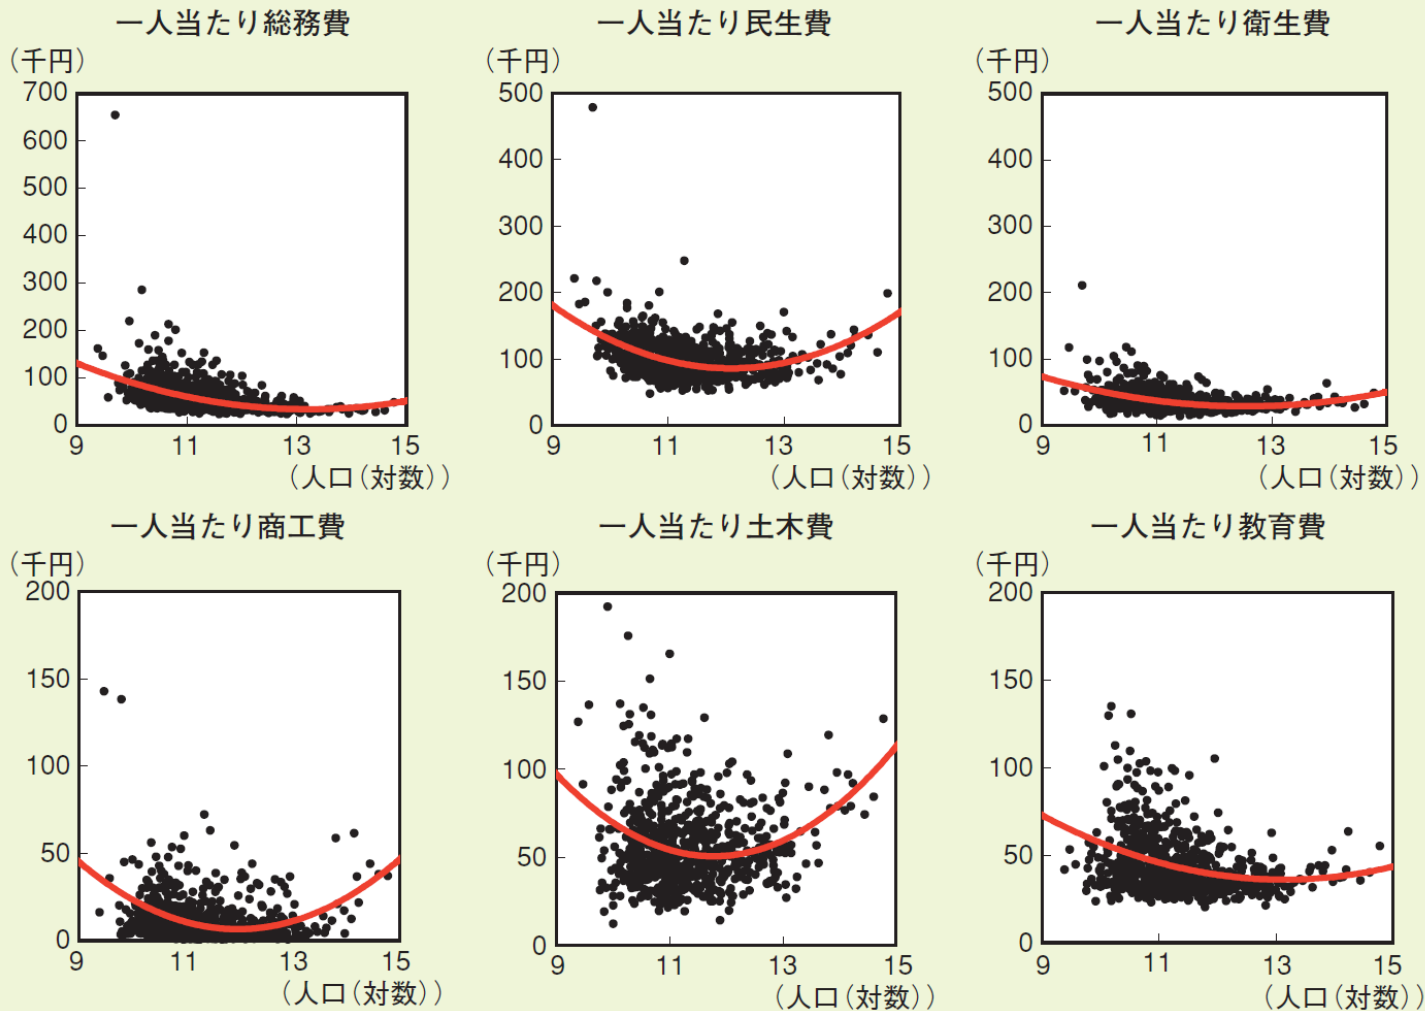 一人当たり総務費
（千円）
700
600
500
400
300
200
100
0
9 11 13 15
（人口（対数））
一人当たり民生費
（千円）
500
400
300
200
100
0
9 11 13 15
（人口（対数））
一人当たり衛生費
（千円）
500
400
300
200
100
0
9 11 13 15
（人口（対数））
一人当たり商工費
（千円）
200
150
100
50
0
9 11 13 15
（人口（対数））
一人当たり土木費
（千円）
200
150
100
50
0
9 11 13 15
（人口（対数））
一人当たり教育費
（千円）
200
150
100
50
0
9 11 13 15
（人口（対数））